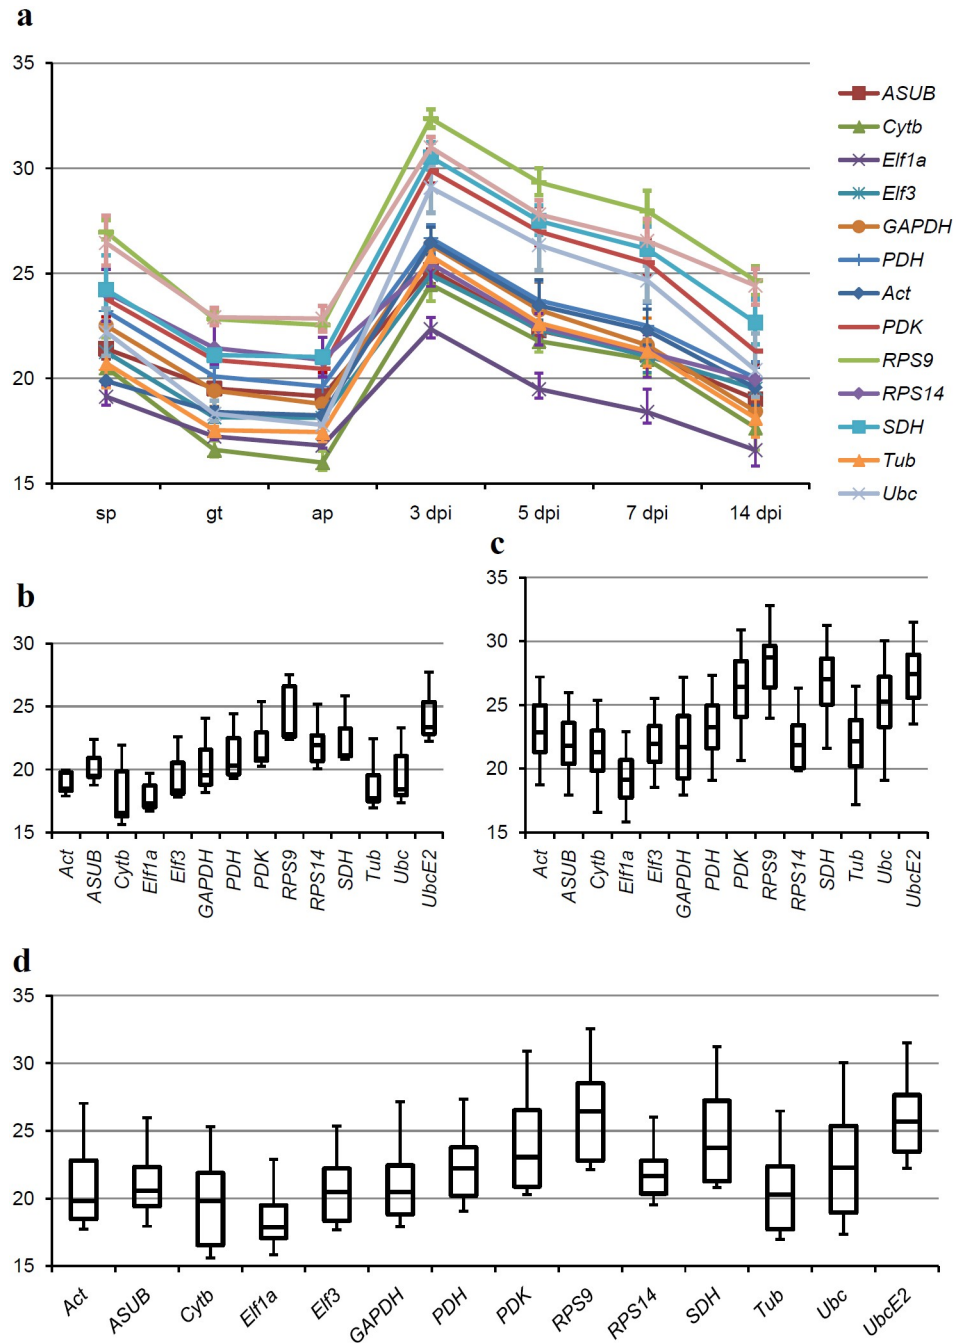 a
35
30
25
20
15
sp gt ap 3 dpi 5 dpi 7 dpi 14 dpi
ASUB
Cytb
Elf1a
Elf3
GAPDH
PDH
Act
PDK
RPS9
RPS14
SDH
Tub
Ubc
b
30
25
20
15
Act ASUB Cytb Elf1a Elf3 GAPDH PDH PDK RPS9 RPS14 SDH Tub Ubc UbcE2
c
35
30
25
20
15
Act ASUB Cytb Elf1a Elf3 GAPDH PDH PDK RPS9 RPS14 SDH Tub Ubc UbcE2
d
35
30
25
20
15
Act ASUB Cytb Elf1a Elf3 GAPDH PDH PDK RPS9 RPS14 SDH Tub Ubc UbcE2